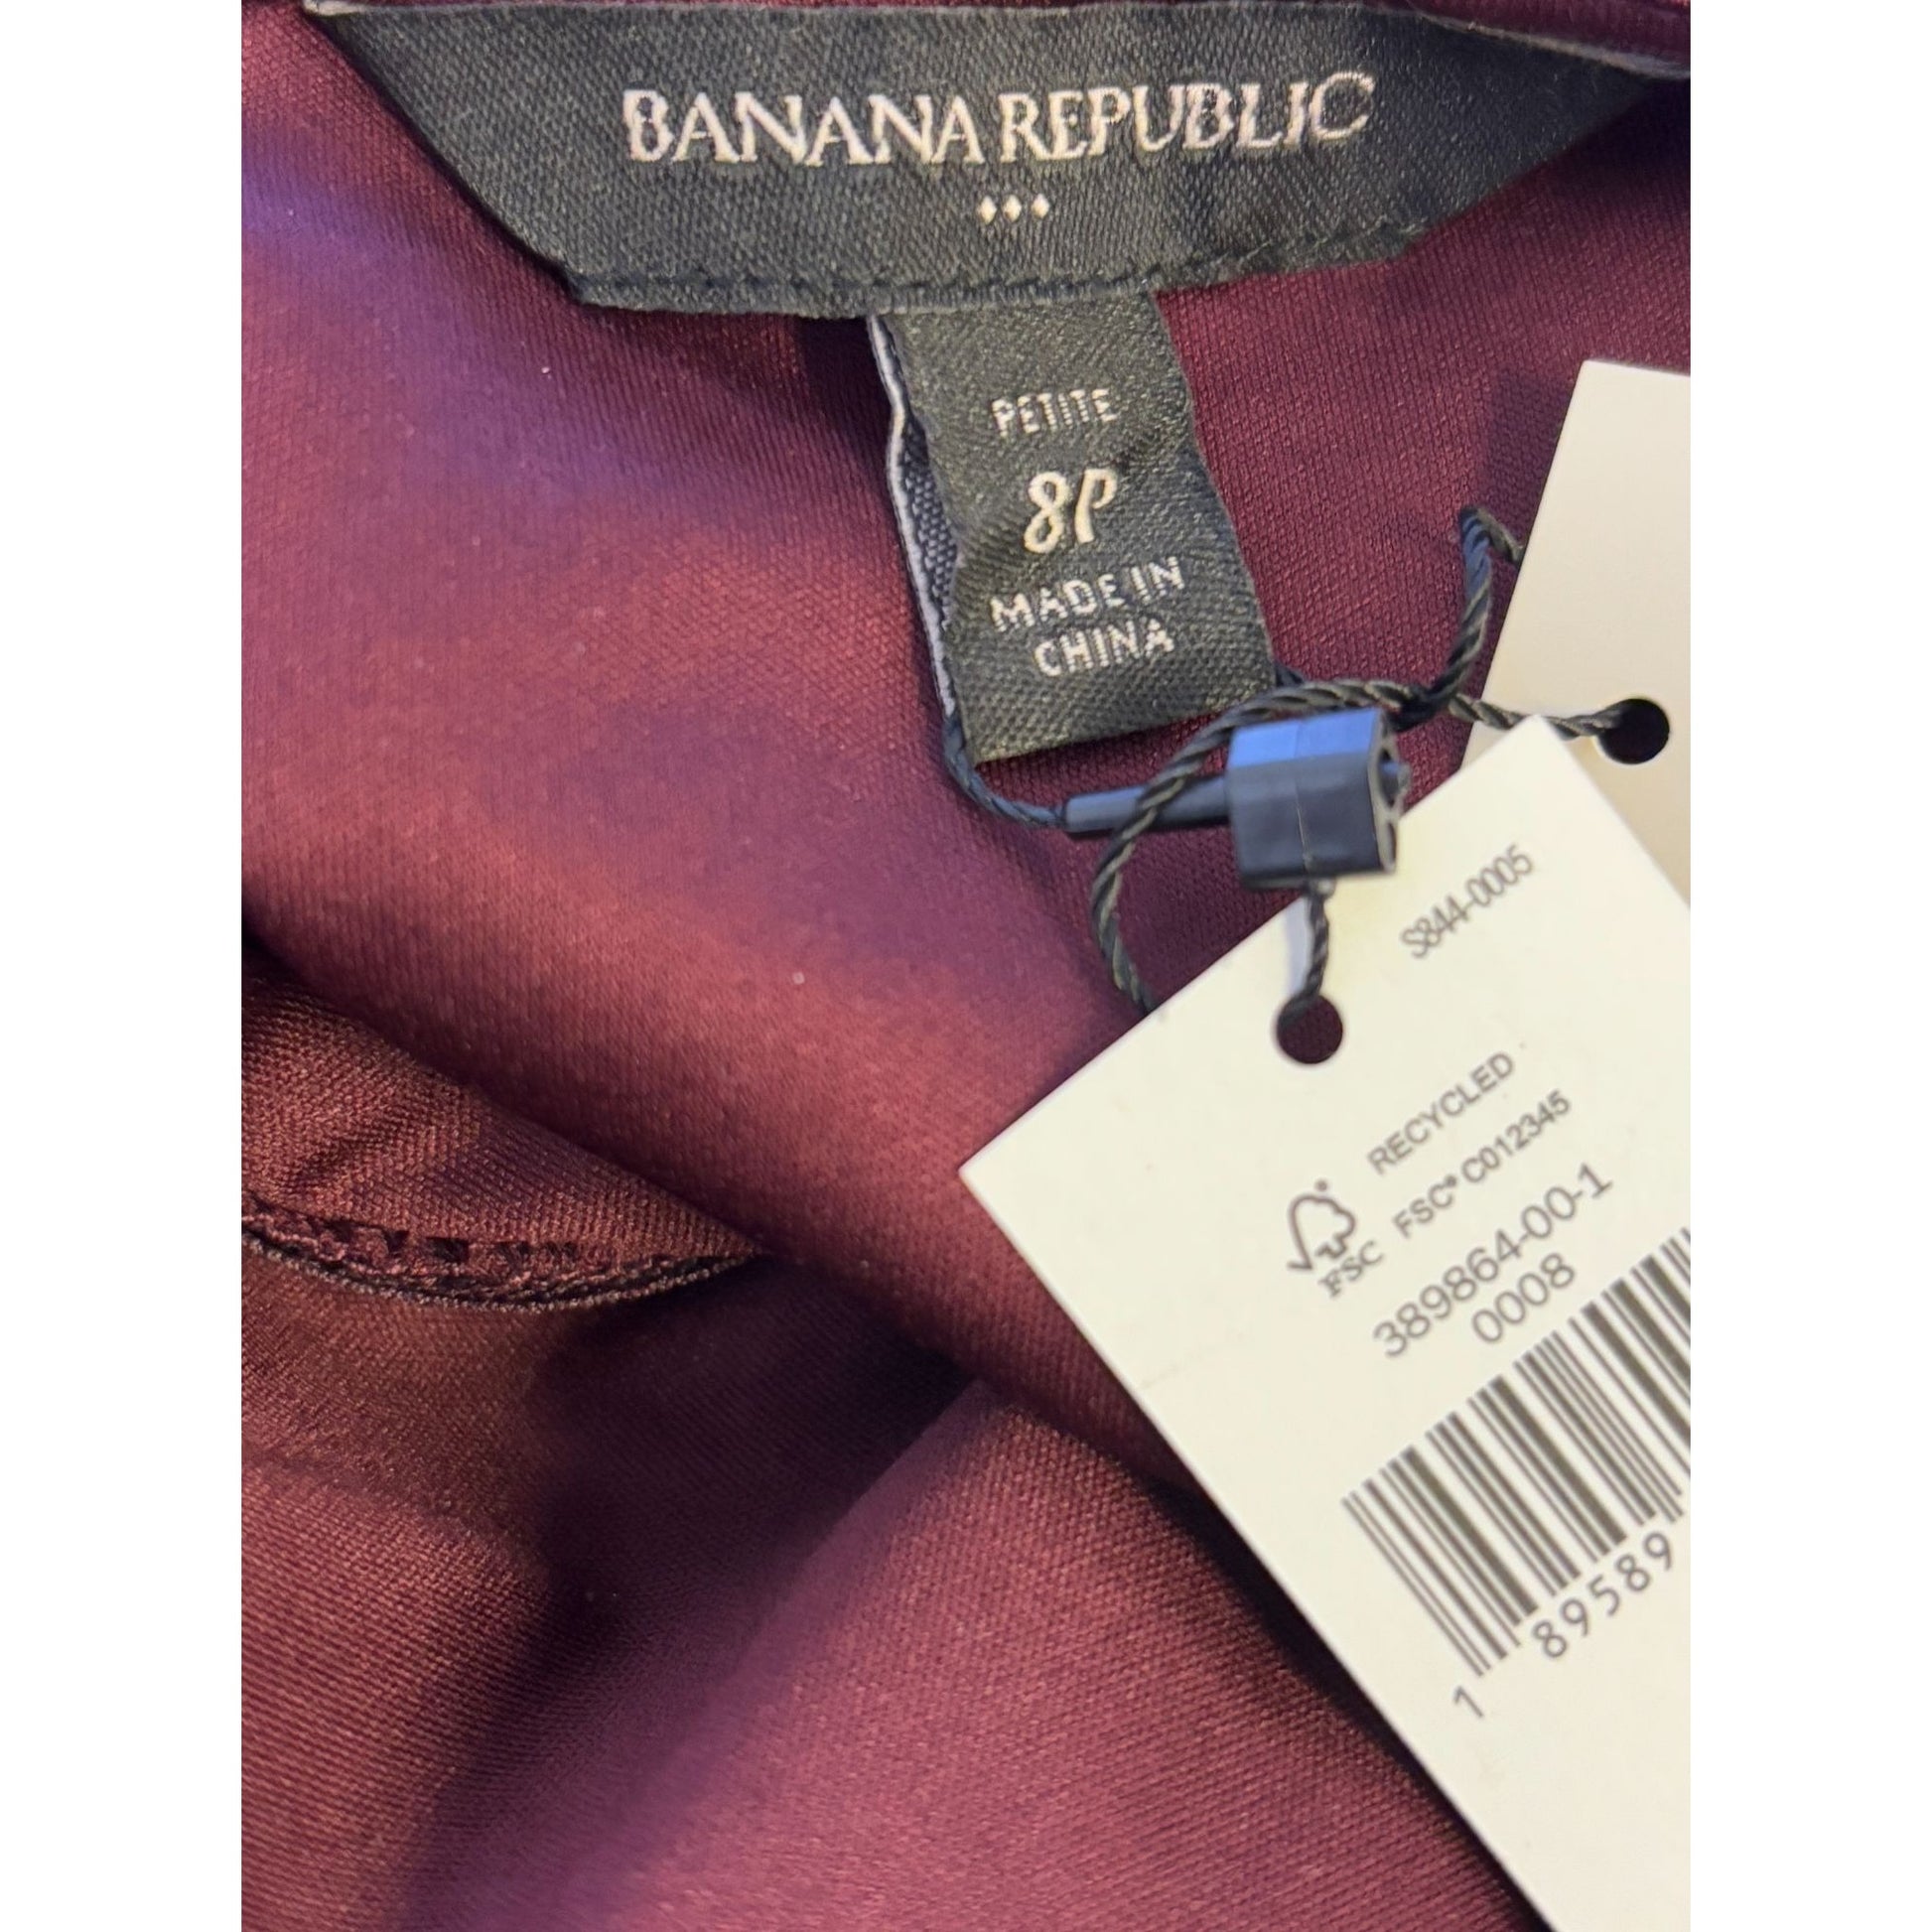 BANANA REPUBLIC
PETITE
8P
MADE IN
CHINA
S844-0005
RECYCLED
FSC® C012345
FSC
389864-00-1
0008
1 89589